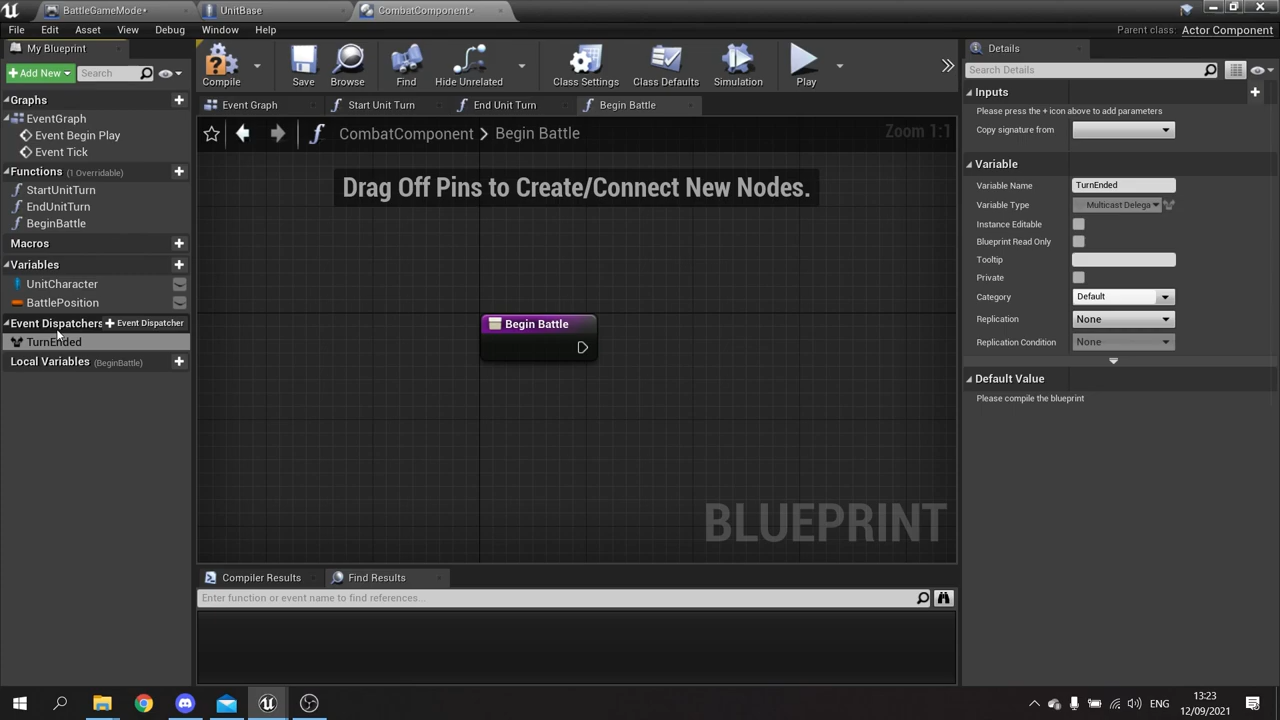 BattleGameMode*
UnitBase
CombatComponent*
File Edit Asset View Debug Window Help
Parent class: Actor Component
My Blueprint
Add New
Search
Compile
Save
Browse
Find
Hide Unrelated
Class Settings
Class Defaults
Simulation
Play
Details
Search Details
Graphs
EventGraph
Event Begin Play
Event Tick
Functions (1 Overridable)
StartUnitTurn
EndUnitTurn
BeginBattle
Macros
Variables
UnitCharacter
BattlePosition
Event Dispatchers
Event Dispatcher
TurnEnded
Local Variables (BeginBattle)
Event Graph
Start Unit Turn
End Unit Turn
Begin Battle
CombatComponent > Begin Battle
Zoom 1:1
Drag Off Pins to Create/Connect New Nodes.
Begin Battle
BLUEPRINT
Compiler Results
Find Results
Enter function or event name to find references...
Inputs
Please press the + icon above to add parameters
Copy signature from
Variable
Variable Name TurnEnded
Variable Type Multicast Delega
Instance Editable
Blueprint Read Only
Tooltip
Private
Category Default
Replication None
Replication Condition None
Default Value
Please compile the blueprint
ENG
13:23
12/09/2021